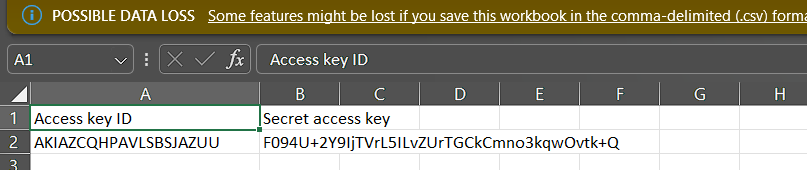 POSSIBLE DATA LOSS Some features might be lost if you save this workbook in the comma-delimited (.csv)
A1 fx Access key ID
A B C D E F G H
1 Access key ID Secret access key
2 AKIAZCQHPAVLSBSJAZUU F094U+2Y9IjTVrL5ILvZUrTGCkCmno3kqwOvtk+Q
3